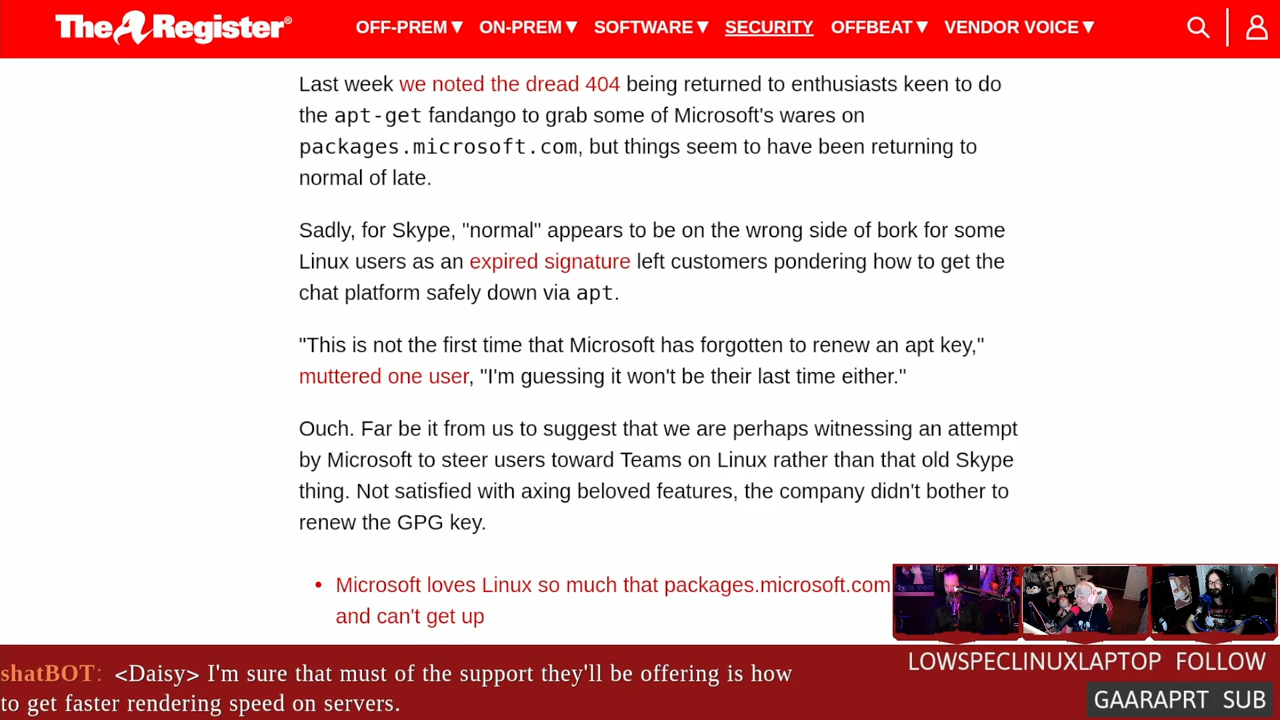 The Register®
OFF-PREM▼ ON-PREM▼ SOFTWARE▼ SECURITY OFFBEAT▼ VENDOR VOICE▼
Last week we noted the dread 404 being returned to enthusiasts keen to do
the apt-get fandango to grab some of Microsoft's wares on
packages.microsoft.com, but things seem to have been returning to
normal of late.
Sadly, for Skype, "normal" appears to be on the wrong side of bork for some
Linux users as an expired signature left customers pondering how to get the
chat platform safely down via apt.
"This is not the first time that Microsoft has forgotten to renew an apt key,"
muttered one user, "I'm guessing it won't be their last time either."
Ouch. Far be it from us to suggest that we are perhaps witnessing an attempt
by Microsoft to steer users toward Teams on Linux rather than that old Skype
thing. Not satisfied with axing beloved features, the company didn't bother to
renew the GPG key.
• Microsoft loves Linux so much that packages.microsoft.com
and can't get up
shatBOT: <Daisy> I'm sure that must of the support they'll be offering is how
to get faster rendering speed on servers.
LOWSPECLINUXLAPTOP FOLLOW
GAARAPRT SUB